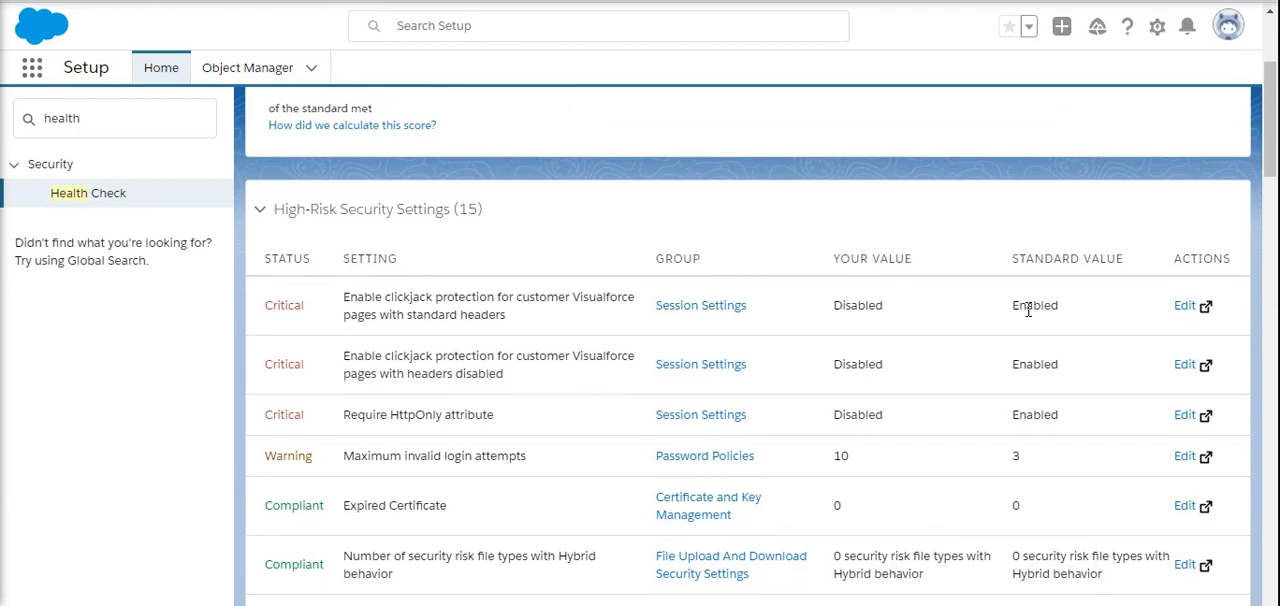 Search Setup
Setup
Home
Object Manager
health
Security
Health Check
Didn't find what you're looking for?
Try using Global Search.
of the standard met
How did we calculate this score?
High-Risk Security Settings (15)
STATUS SETTING GROUP YOUR VALUE STANDARD VALUE ACTIONS
Critical Enable clickjack protection for customer Visualforce pages with standard headers Session Settings Disabled Enabled Edit
Critical Enable clickjack protection for customer Visualforce pages with headers disabled Session Settings Disabled Enabled Edit
Critical Require HttpOnly attribute Session Settings Disabled Enabled Edit
Warning Maximum invalid login attempts Password Policies 10 3 Edit
Compliant Expired Certificate Certificate and Key Management 0 0 Edit
Compliant Number of security risk file types with Hybrid behavior File Upload And Download Security Settings 0 security risk file types with Hybrid behavior 0 security risk file types with Hybrid behavior Edit